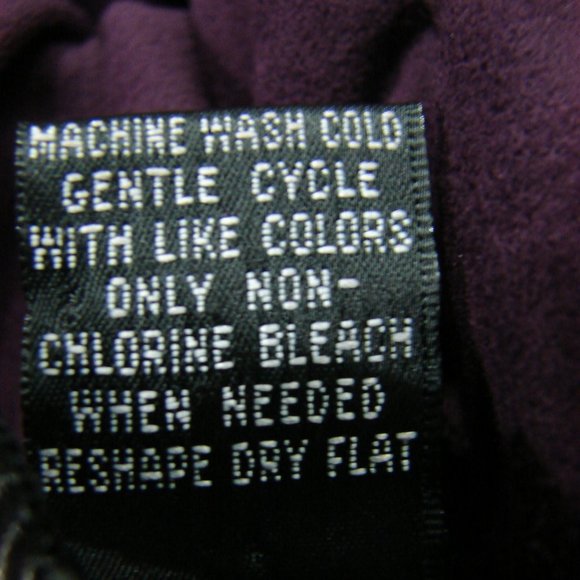 MACHINE WASH COLD
GENTLE CYCLE
WITH LIKE COLORS
ONLY NON-
CHLORINE BLEACH
WHEN NEEDED
RESHAPE DRY FLAT